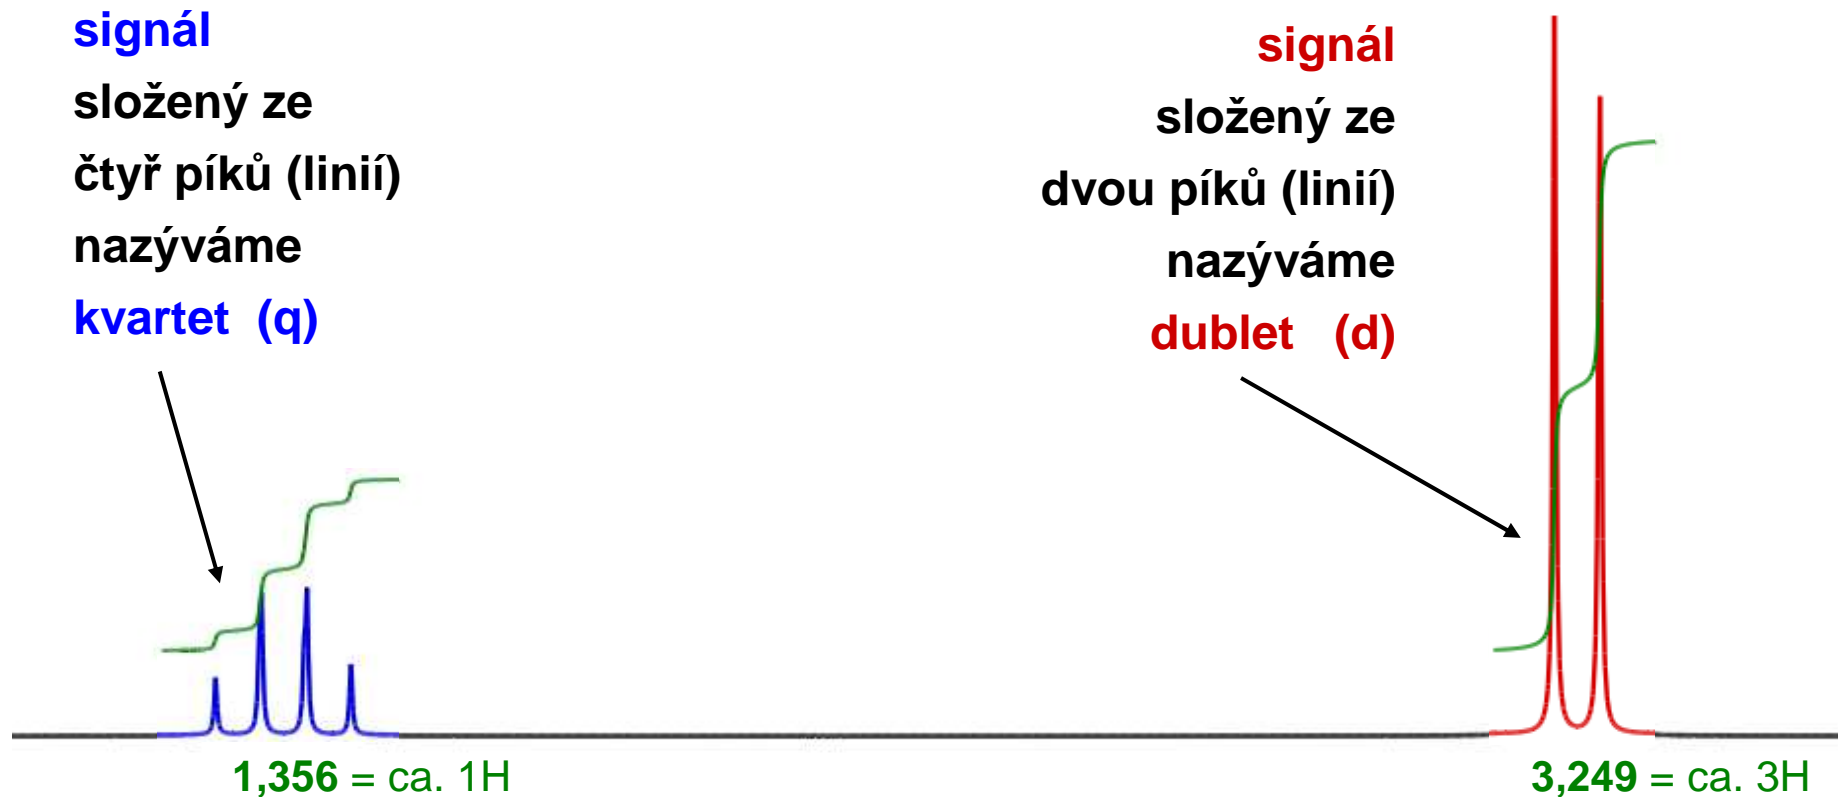 signál
složený ze
čtyř píků (linií)
nazýváme
kvartet (q)
signál
složený ze
dvou píků (linií)
nazýváme
dublet (d)
1,356 = ca. 1H
3,249 = ca. 3H